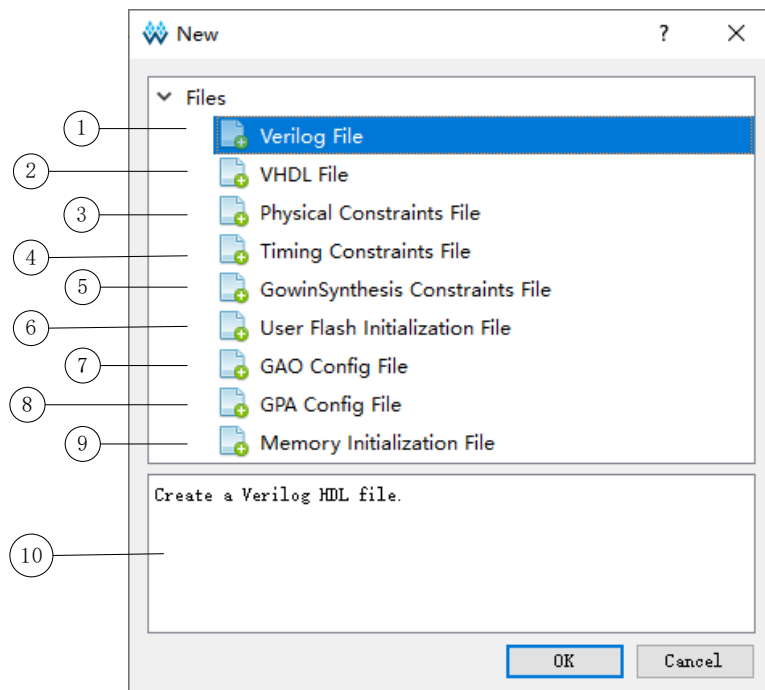 New
?
Files
1
Verilog File
2
VHDL File
3
Physical Constraints File
4
Timing Constraints File
5
GowinSynthesis Constraints File
6
User Flash Initialization File
7
GAO Config File
8
GPA Config File
9
Memory Initialization File
Create a Verilog HDL file.
10
OK
Cancel